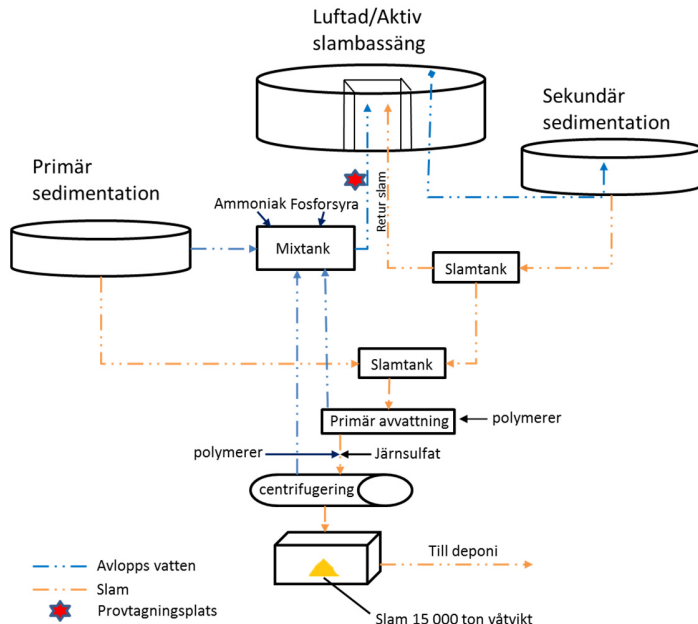 Luftad/Aktiv
slambassäng
Sekundär
sedimentation
Primär
sedimentation
Ammoniak Fosforsyra
Retur slam
Mixtank
Slamtank
Slamtank
Primär avvattning
polymerer
polymerer
Järnsulfat
centrifugering
Till deponi
Avlopps vatten
Slam
Provtagningsplats
Slam 15 000 ton våtvikt